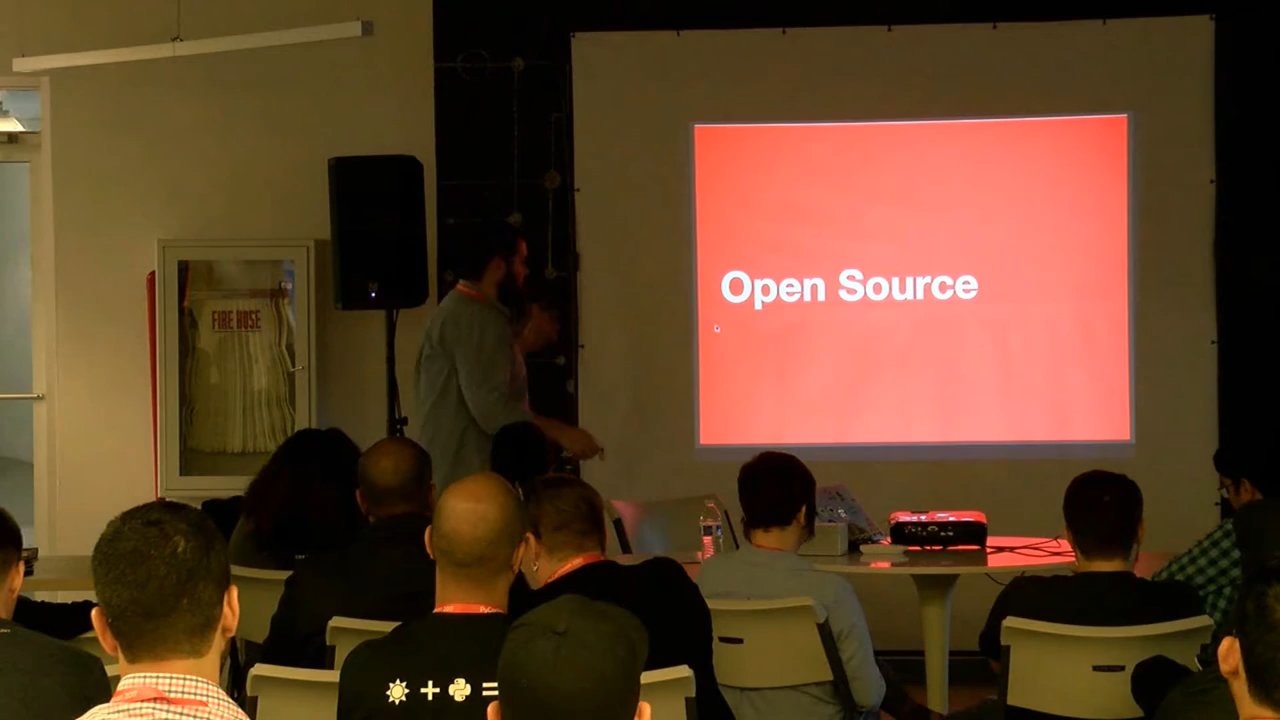 FIRE HOSE
Open Source
+ =